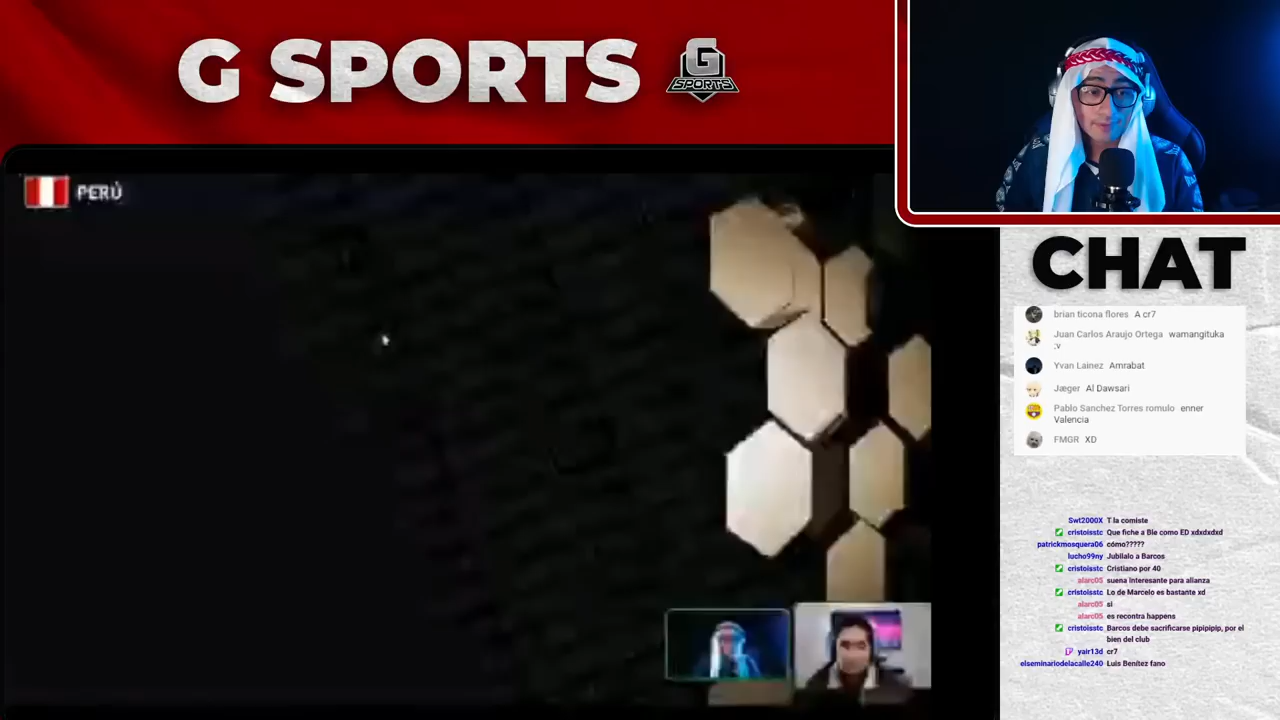 G SPORTS
G
SPORTS
PERÚ
CHAT
brian ticona flores A cr7
Juan Carlos Araujo Ortega wamangituka
:v
Yvan Lainez Amrabat
Jæger Al Dawsari
Pablo Sanchez Torres romulo enner
Valencia
FMGR XD
Swt2000X T la comiste
cristoisstc Que fiche a Ble como ED xdxdxdxd
patrickmosquera06 cómo?????
lucho99ny Jubilalo a Barcos
cristoisstc Cristiano por 40
alarc05 suena interesante para alianza
cristoisstc Lo de Marcelo es bastante xd
alarc05 si
alarc05 es recontra happens
cristoisstc Barcos debe sacrificarse pipipipip, por el
bien del club
yair13d cr7
elseminariodelacalle240 Luis Benítez fano